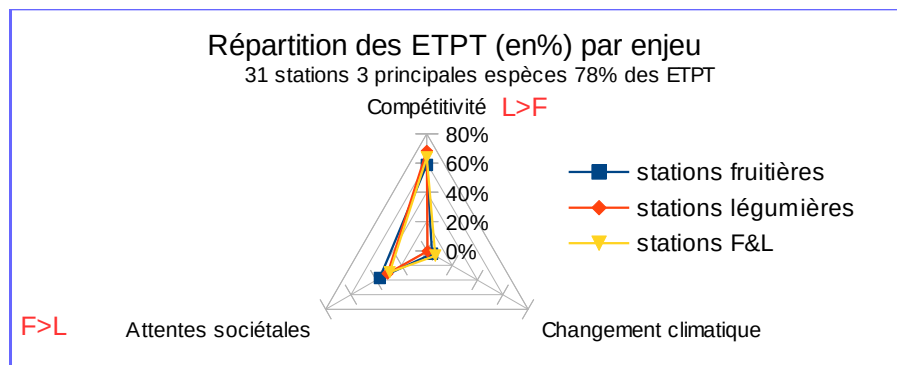 Répartition des ETPT (en%) par enjeu
31 stations 3 principales espèces 78% des ETPT
Compétitivité L>F
80%
60%
40%
20%
0%
stations fruitières
stations légumières
stations F&L
F>L
Attentes sociétales
Changement climatique